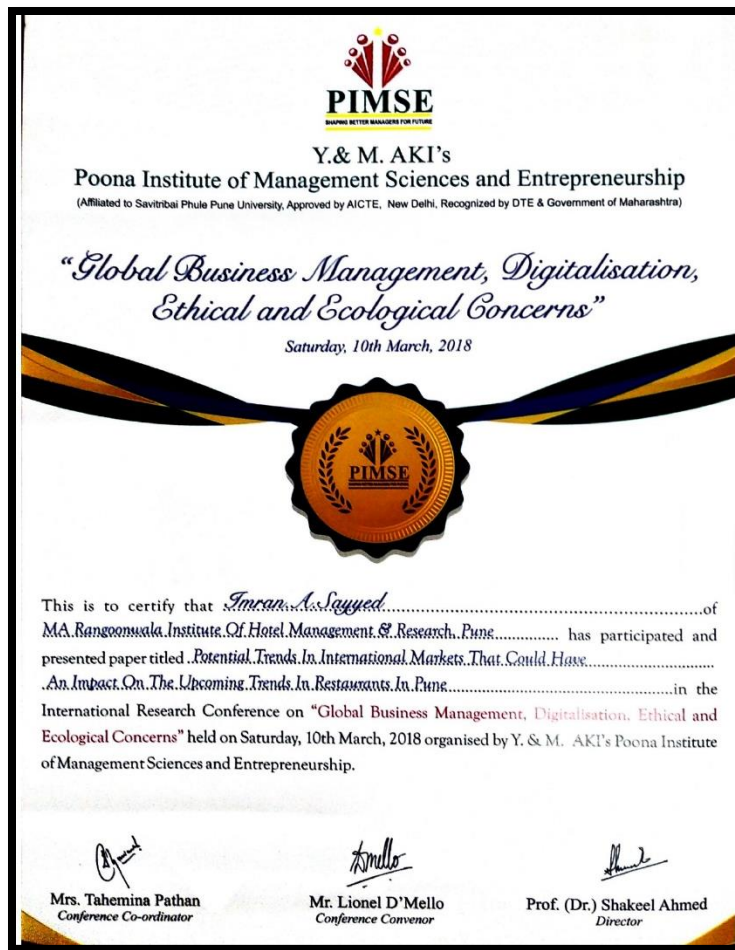 PIMSE
SHAPING BETTER MANAGERS FOR FUTURE
Y.& M. AKI's
Poona Institute of Management Sciences and Entrepreneurship
(Affiliated to Savitribai Phule Pune University, Approved by AICTE, New Delhi, Recognized by DTE & Government of Maharashtra)
"Global Business Management, Digitalisation,
Ethical and Ecological Concerns"
Saturday, 10th March, 2018
PIMSE
This is to certify that Imran A. Sayyed of
MA Rangoonwala Institute Of Hotel Management & Research, Pune has participated and
presented paper titled Potential Trends In International Markets That Could Have
An Impact On The Upcoming Trends In Restaurants In Pune in the
International Research Conference on "Global Business Management, Digitalisation, Ethical and
Ecological Concerns" held on Saturday, 10th March, 2018 organised by Y. & M. AKI's Poona Institute
of Management Sciences and Entrepreneurship.
Mrs. Tahemina Pathan
Conference Co-ordinator
Dmello
Mr. Lionel D'Mello
Conference Convenor
Prof. (Dr.) Shakeel Ahmed
Director